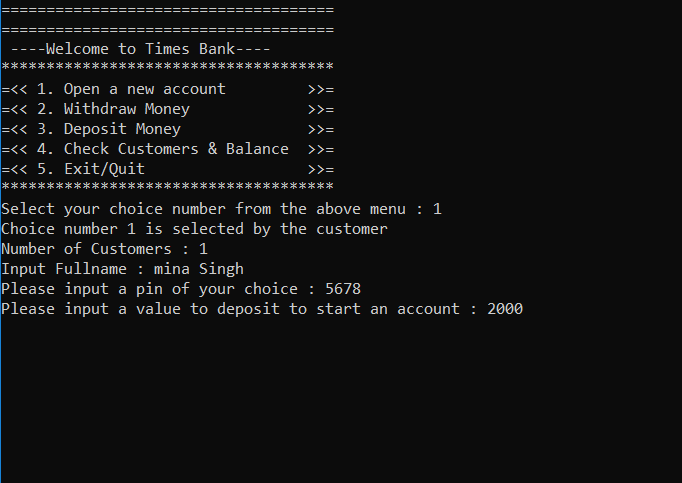 =====================================
=====================================
 ----Welcome to Times Bank----
*************************************
=<< 1. Open a new account         >>=
=<< 2. Withdraw Money             >>=
=<< 3. Deposit Money              >>=
=<< 4. Check Customers & Balance  >>=
=<< 5. Exit/Quit                  >>=
*************************************
Select your choice number from the above menu : 1
Choice number 1 is selected by the customer
Number of Customers : 1
Input Fullname : mina Singh
Please input a pin of your choice : 5678
Please input a value to deposit to start an account : 2000